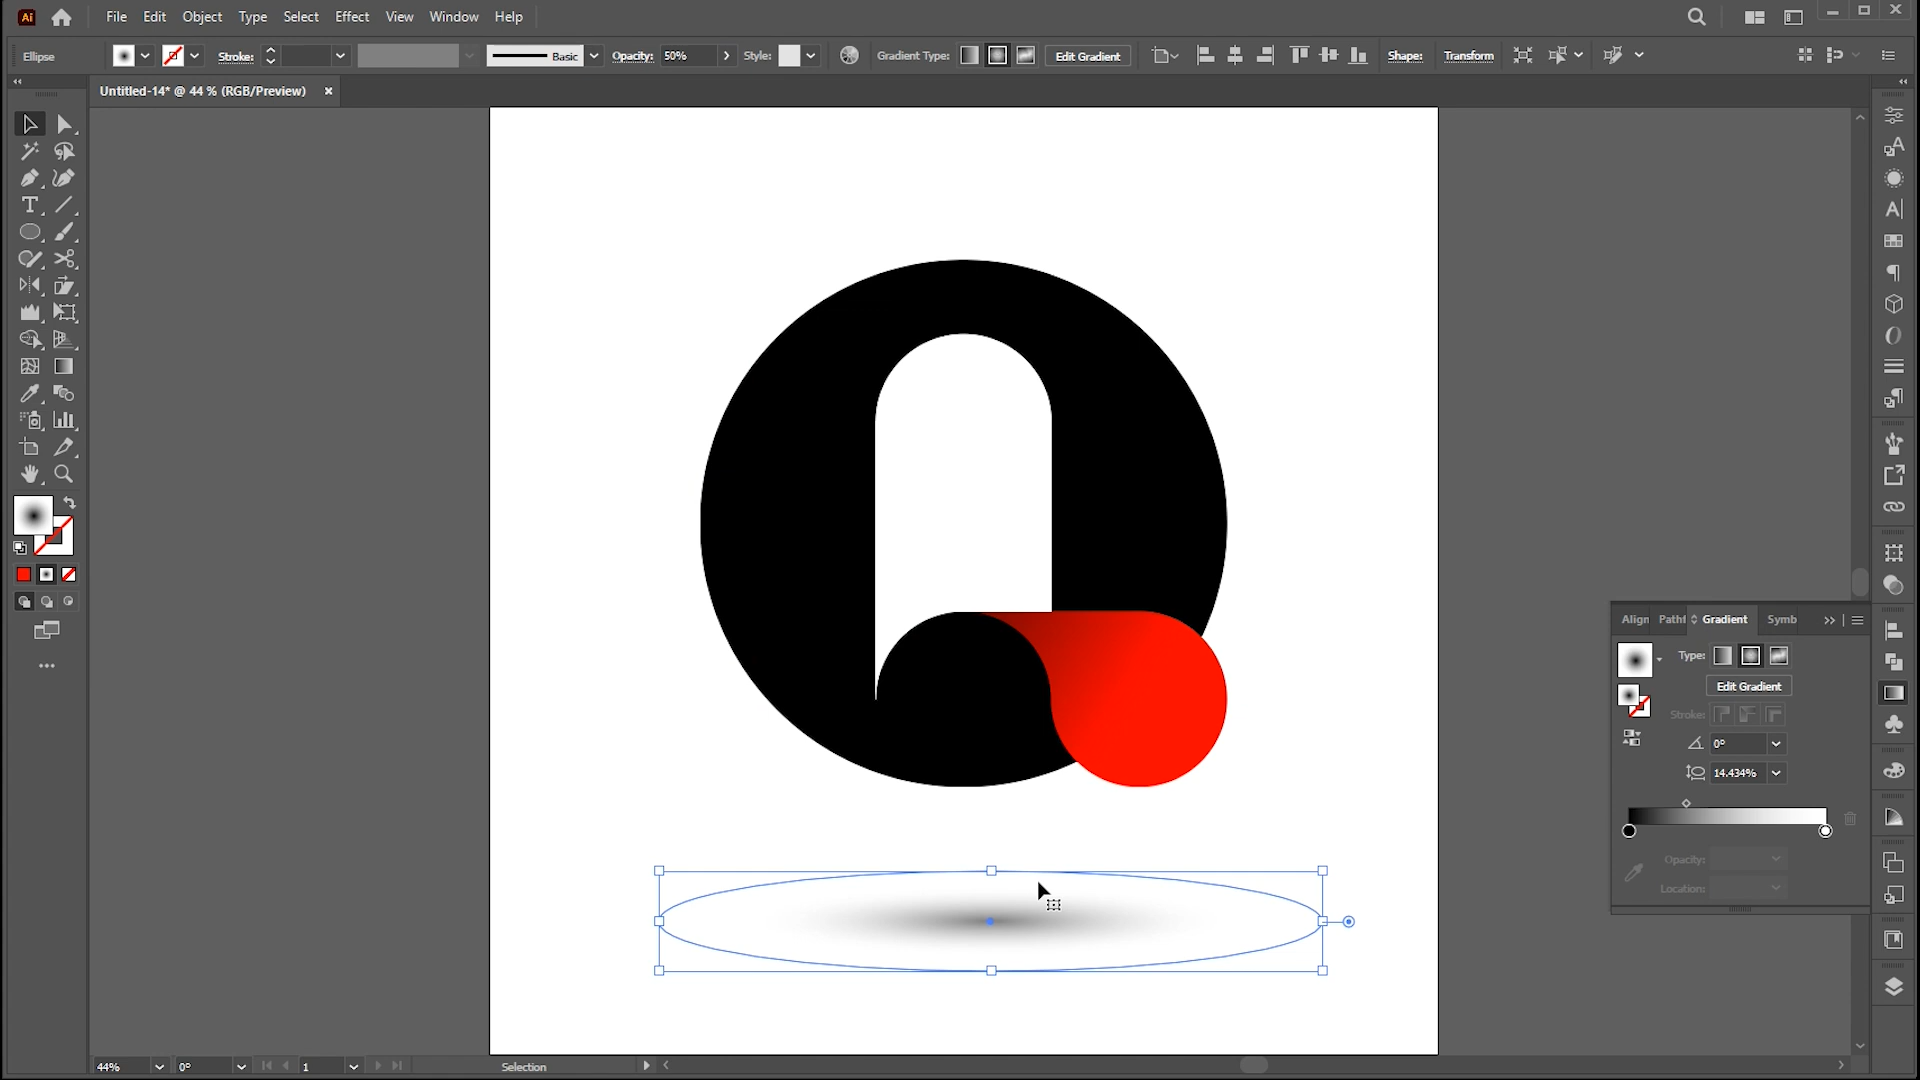 Ai File Edit Object Type Select Effect View Window Help
Ellipse Stroke: Basic Opacity: 50% Style: Gradient Type: Edit Gradient Shape: Transform
Untitled-14* @ 44 % (RGB/Preview)
Align Pathf Gradient Symb
Type:
Edit Gradient
Stroke:
0°
14.434%
Opacity:
Location:
44% 0° 1 Selection